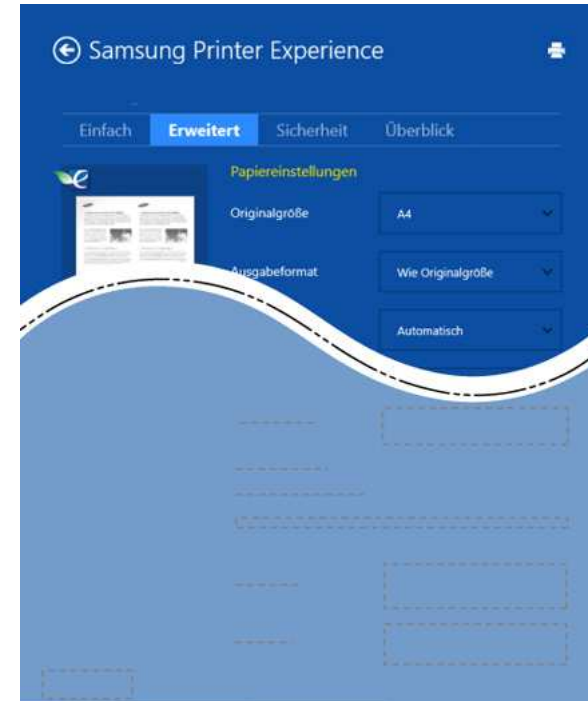 Samsung Printer Experience
Einfach Erweitert Sicherheit Überblick
Papiereinstellungen
Originalgröße A4
Ausgabeformat Wie Originalgröße
Automatisch